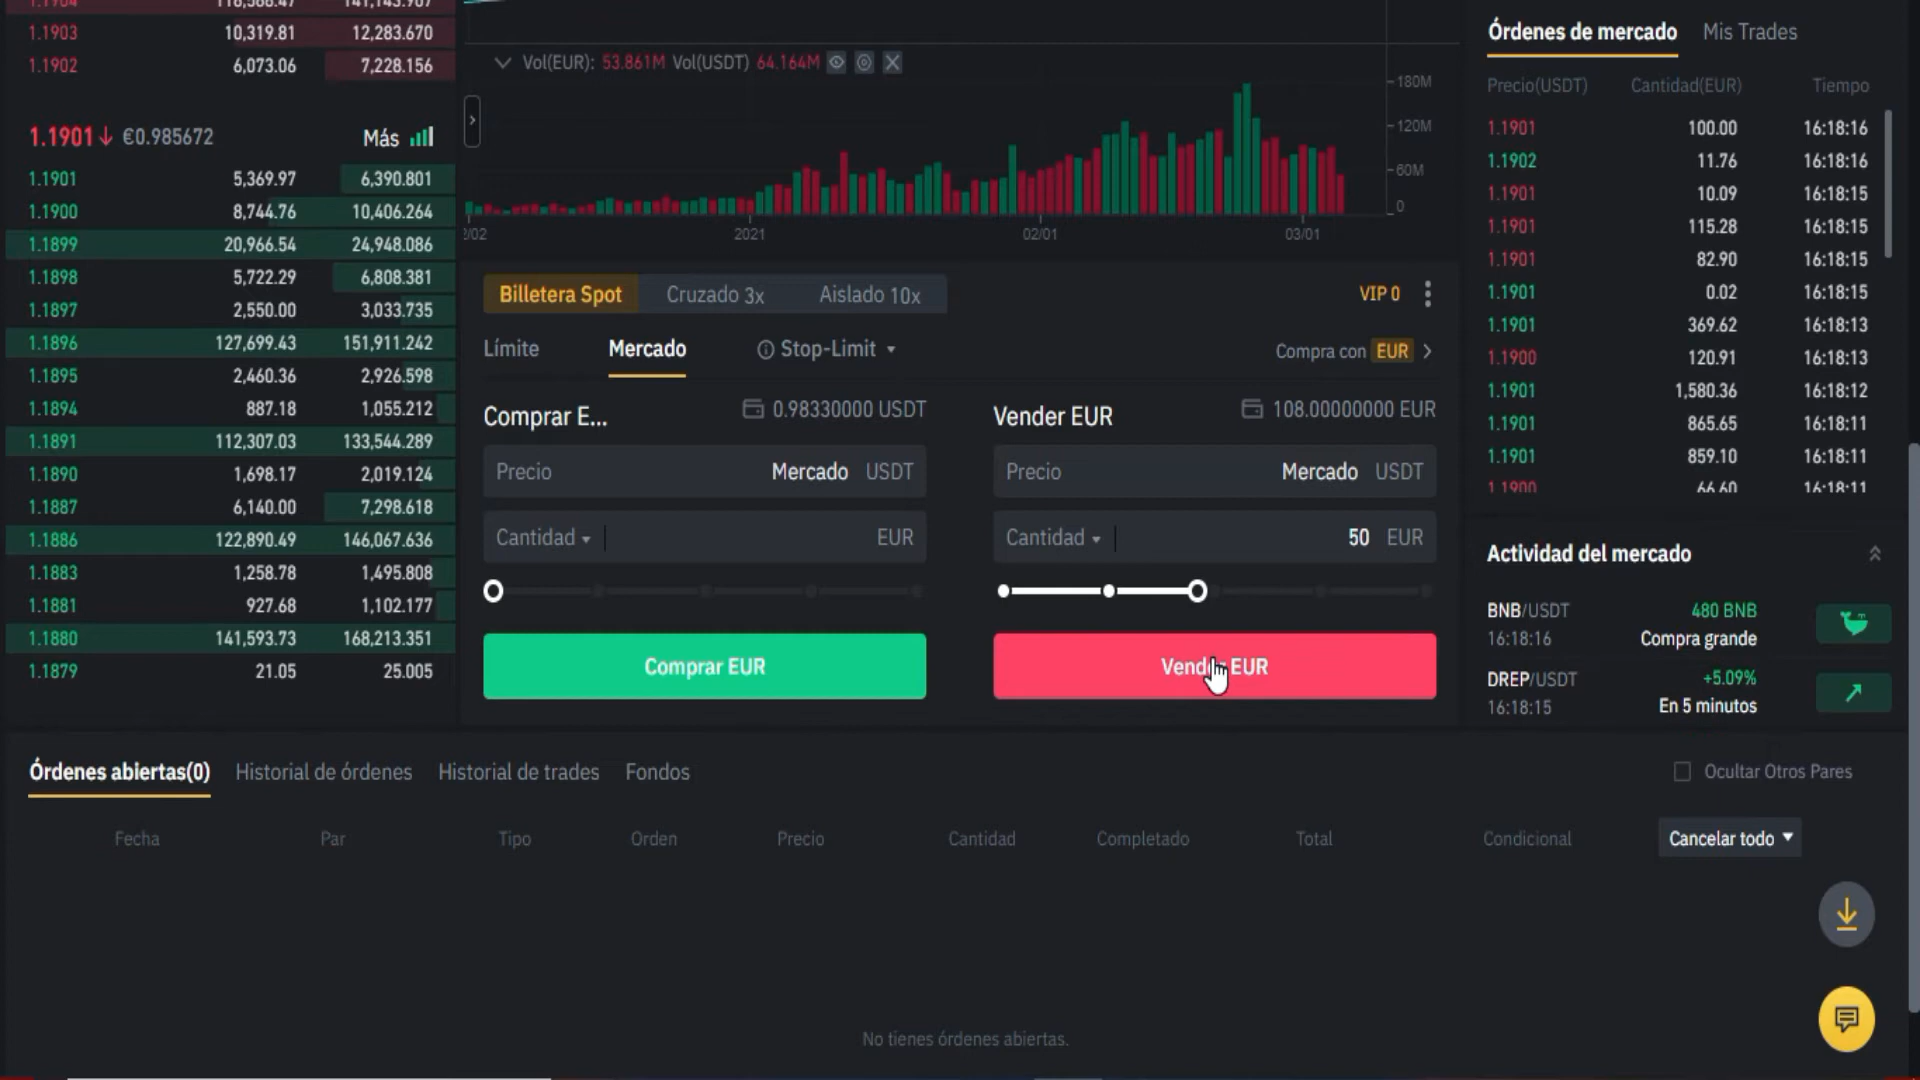 1.1903 10,319.81 12,283.670
1.1902 6,073.06 7,228.156
1.1901↓ €0.985672 Más
1.1901 5,369.97 6,390.801
1.1900 8,744.76 10,406.264
1.1899 20,966.54 24,948.086
1.1898 5,722.29 6,808.381
1.1897 2,550.00 3,033.735
1.1896 127,699.43 151,911.242
1.1895 2,460.36 2,926.598
1.1894 887.18 1,055.212
1.1891 112,307.03 133,544.289
1.1890 1,698.17 2,019.124
1.1887 6,140.00 7,298.618
1.1886 122,890.49 146,067.636
1.1883 1,258.78 1,495.808
1.1881 927.68 1,102.177
1.1880 141,593.73 168,213.351
1.1879 21.05 25.005
Vol(EUR): 53.861M Vol(USDT) 64.164M
180M
120M
60M
0
2/02 2021 02/01 03/01
Billetera Spot Cruzado 3x Aislado 10x VIP 0
Límite Mercado Stop-Limit Compra con EUR
Comprar E... 0.98330000 USDT
Precio Mercado USDT
Cantidad EUR
Comprar EUR
Vender EUR 108.00000000 EUR
Precio Mercado USDT
Cantidad 50 EUR
Vender EUR
Órdenes de mercado Mis Trades
Precio(USDT) Cantidad(EUR) Tiempo
1.1901 100.00 16:18:16
1.1902 11.76 16:18:16
1.1901 10.09 16:18:15
1.1901 115.28 16:18:15
1.1901 82.90 16:18:15
1.1901 0.02 16:18:15
1.1901 369.62 16:18:13
1.1900 120.91 16:18:13
1.1901 1,580.36 16:18:12
1.1901 865.65 16:18:11
1.1901 859.10 16:18:11
1.1900 66.60 16:18:11
Actividad del mercado
BNB/USDT 480 BNB
16:18:16 Compra grande
DREP/USDT +5.09%
16:18:15 En 5 minutos
Órdenes abiertas(0) Historial de órdenes Historial de trades Fondos Ocultar Otros Pares
Fecha Par Tipo Orden Precio Cantidad Completado Total Condicional Cancelar todo
No tienes órdenes abiertas.